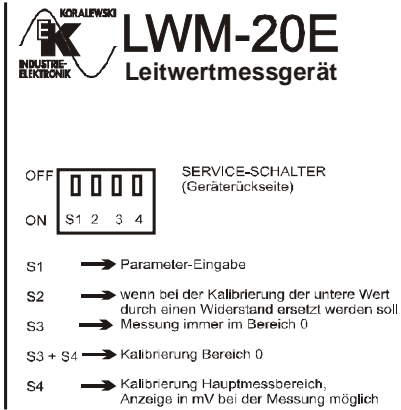 KORALEWSKI
EK
INDUSTRIE-
ELEKTRONIK
LWM-20E
Leitwertmessgerät
OFF
SERVICE-SCHALTER
(Geräterückseite)
ON S1 2 3 4
S1 Parameter-Eingabe
S2 wenn bei der Kalibrierung der untere Wert
durch einen Widerstand ersetzt werden soll
S3 Messung immer im Bereich 0
S3 + S4 Kalibrierung Bereich 0
S4 Kalibrierung Hauptmessbereich,
Anzeige in mV bei der Messung möglich